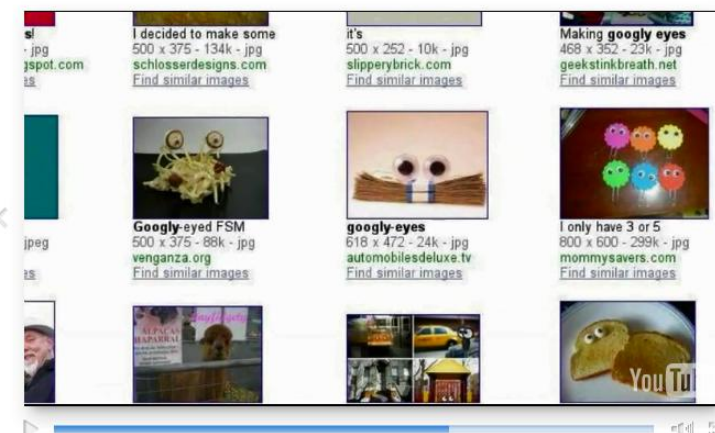 s!
- jpg
gspot.com
es
I decided to make some
500 x 375 - 134k - jpg
schlosserdesigns.com
Find similar images
it's
500 x 252 - 10k - jpg
slipperybrick.com
Find similar images
Making googly eyes
468 x 352 - 23k - jpg
geekstinkbreath.net
Find similar images
jpeg
es
Googly-eyed FSM
500 x 375 - 88k - jpg
venganza.org
Find similar images
googly-eyes
618 x 472 - 24k - jpg
automobilesdeluxe.tv
Find similar images
I only have 3 or 5
800 x 600 - 299k - jpg
mommysavers.com
Find similar images
ALPACAS
You Tu